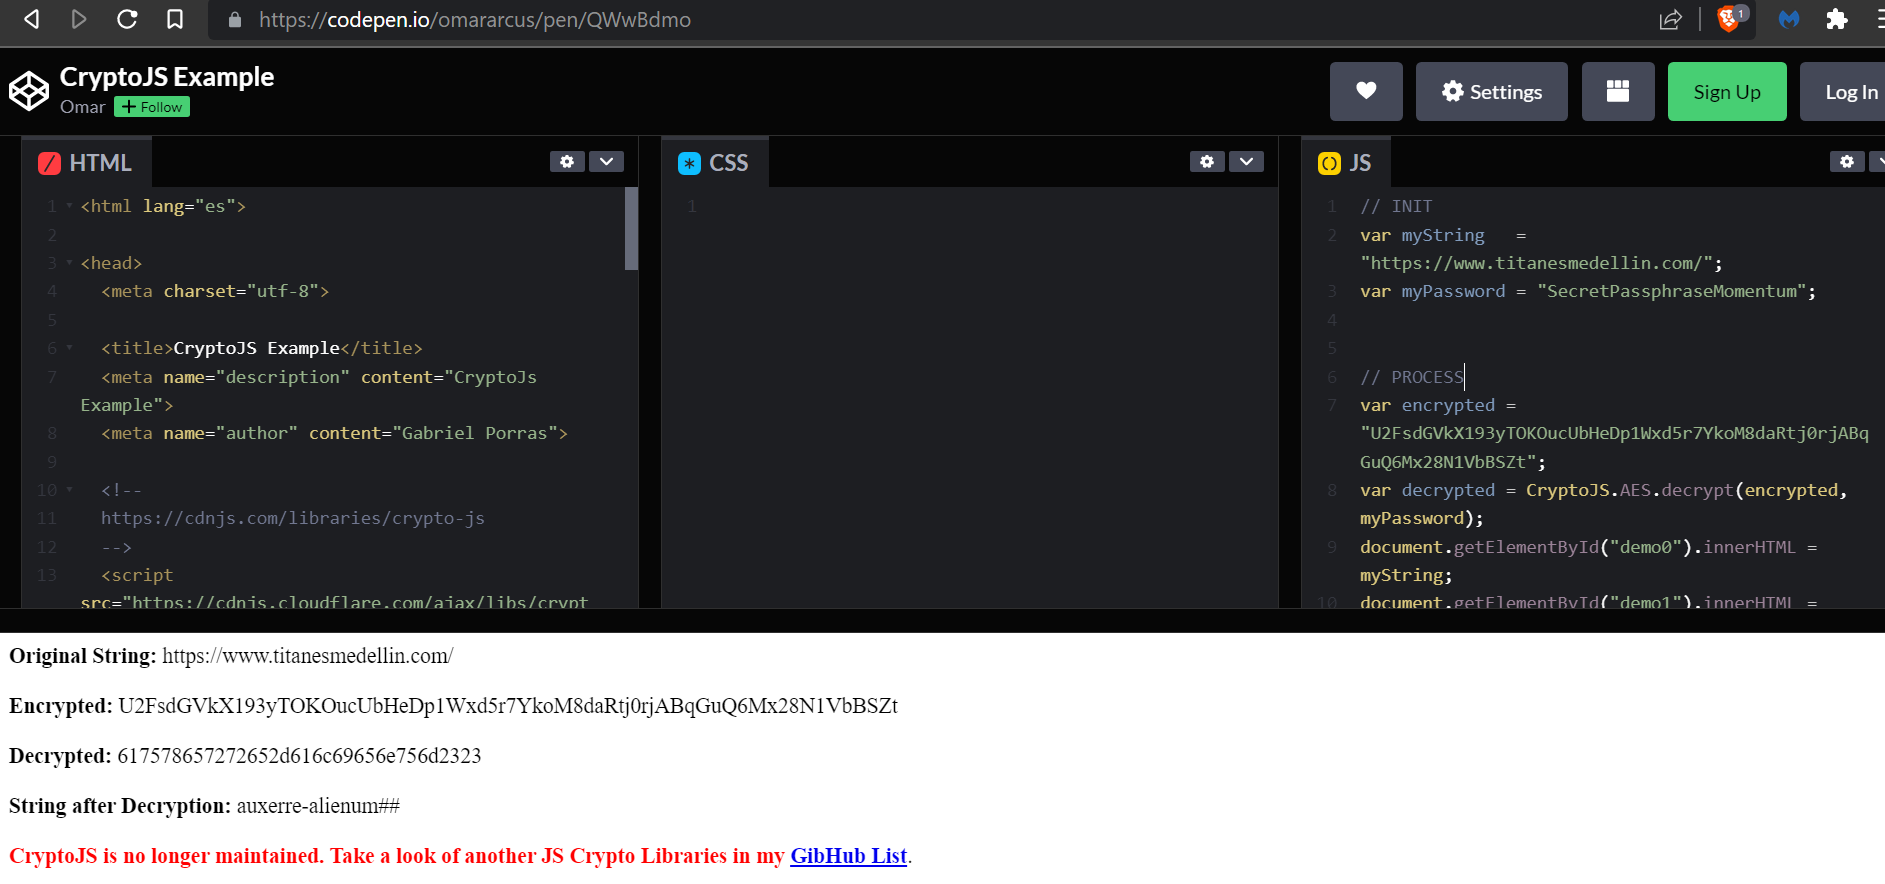 https://codepen.io/omararcus/pen/QWwBdmo
1
CryptoJS Example
Omar
+ Follow
Settings
Sign Up
Log In
HTML
1 <html lang="es">
2
3 <head>
4 <meta charset="utf-8">
5
6 <title>CryptoJS Example</title>
7 <meta name="description" content="CryptoJs
Example">
8 <meta name="author" content="Gabriel Porras">
9
10 <!--
11 https://cdnjs.com/libraries/crypto-js
12 -->
13 <script
src="https://cdnjs.cloudflare.com/ajax/libs/crypt
CSS
1
JS
1 // INIT
2 var myString =
"https://www.titanesmedellin.com/";
3 var myPassword = "SecretPassphraseMomentum";
4
5
6 // PROCESS
7 var encrypted =
"U2FsdGVkX193yTOKOucUbHeDp1Wxd5r7YkoM8daRtj0rjABq
GuQ6Mx28N1VbBSZt";
8 var decrypted = CryptoJS.AES.decrypt(encrypted,
myPassword);
9 document.getElementById("demo0").innerHTML =
myString;
10 document.getElementById("demo1").innerHTML =
Original String: https://www.titanesmedellin.com/
Encrypted: U2FsdGVkX193yTOKOucUbHeDp1Wxd5r7YkoM8daRtj0rjABqGuQ6Mx28N1VbBSZt
Decrypted: 617578657272652d616c69656e756d2323
String after Decryption: auxerre-alienum##
CryptoJS is no longer maintained. Take a look of another JS Crypto Libraries in my GibHub List.